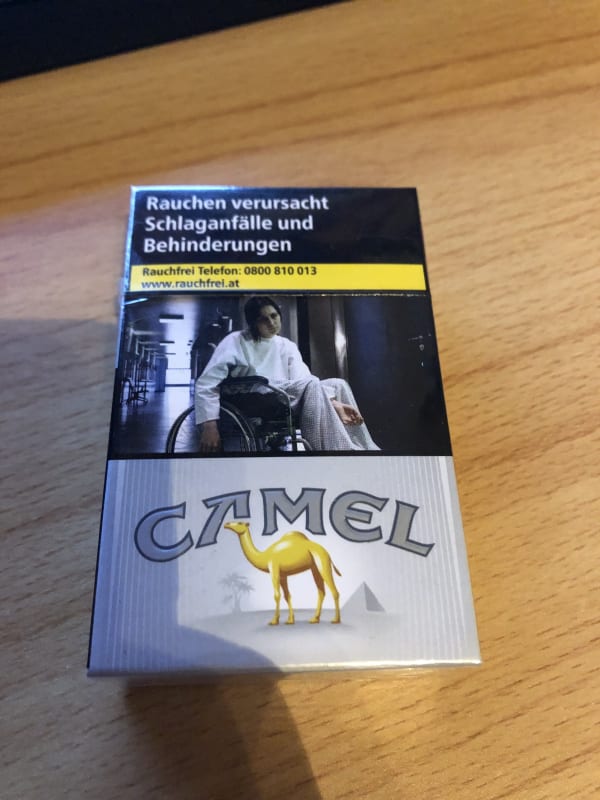 Rauchen verursacht
Schlaganfälle und
Behinderungen
Rauchfrei Telefon: 0800 810 013
www.rauchfrei.at
CAMEL